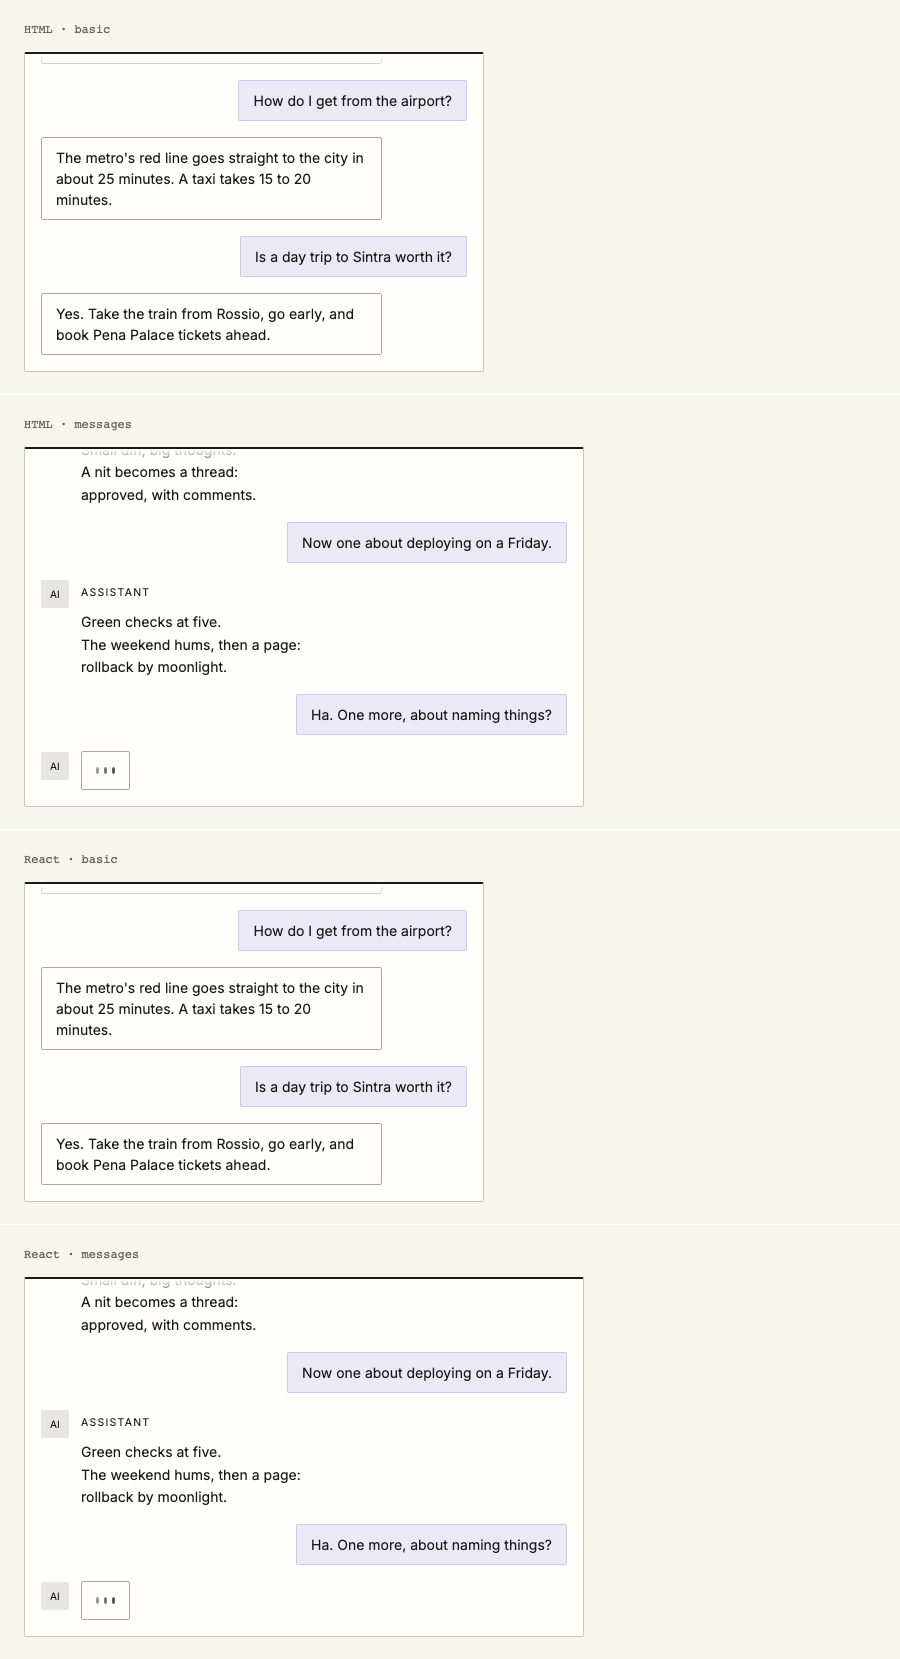 HTML · basic
How do I get from the airport?
The metro's red line goes straight to the city in
about 25 minutes. A taxi takes 15 to 20
minutes.
Is a day trip to Sintra worth it?
Yes. Take the train from Rossio, go early, and
book Pena Palace tickets ahead.
HTML · messages
Small diff, big thoughts.
A nit becomes a thread:
approved, with comments.
Now one about deploying on a Friday.
AI
ASSISTANT
Green checks at five.
The weekend hums, then a page:
rollback by moonlight.
Ha. One more, about naming things?
AI
React · basic
How do I get from the airport?
The metro's red line goes straight to the city in
about 25 minutes. A taxi takes 15 to 20
minutes.
Is a day trip to Sintra worth it?
Yes. Take the train from Rossio, go early, and
book Pena Palace tickets ahead.
React · messages
Small diff, big thoughts.
A nit becomes a thread:
approved, with comments.
Now one about deploying on a Friday.
AI
ASSISTANT
Green checks at five.
The weekend hums, then a page:
rollback by moonlight.
Ha. One more, about naming things?
AI